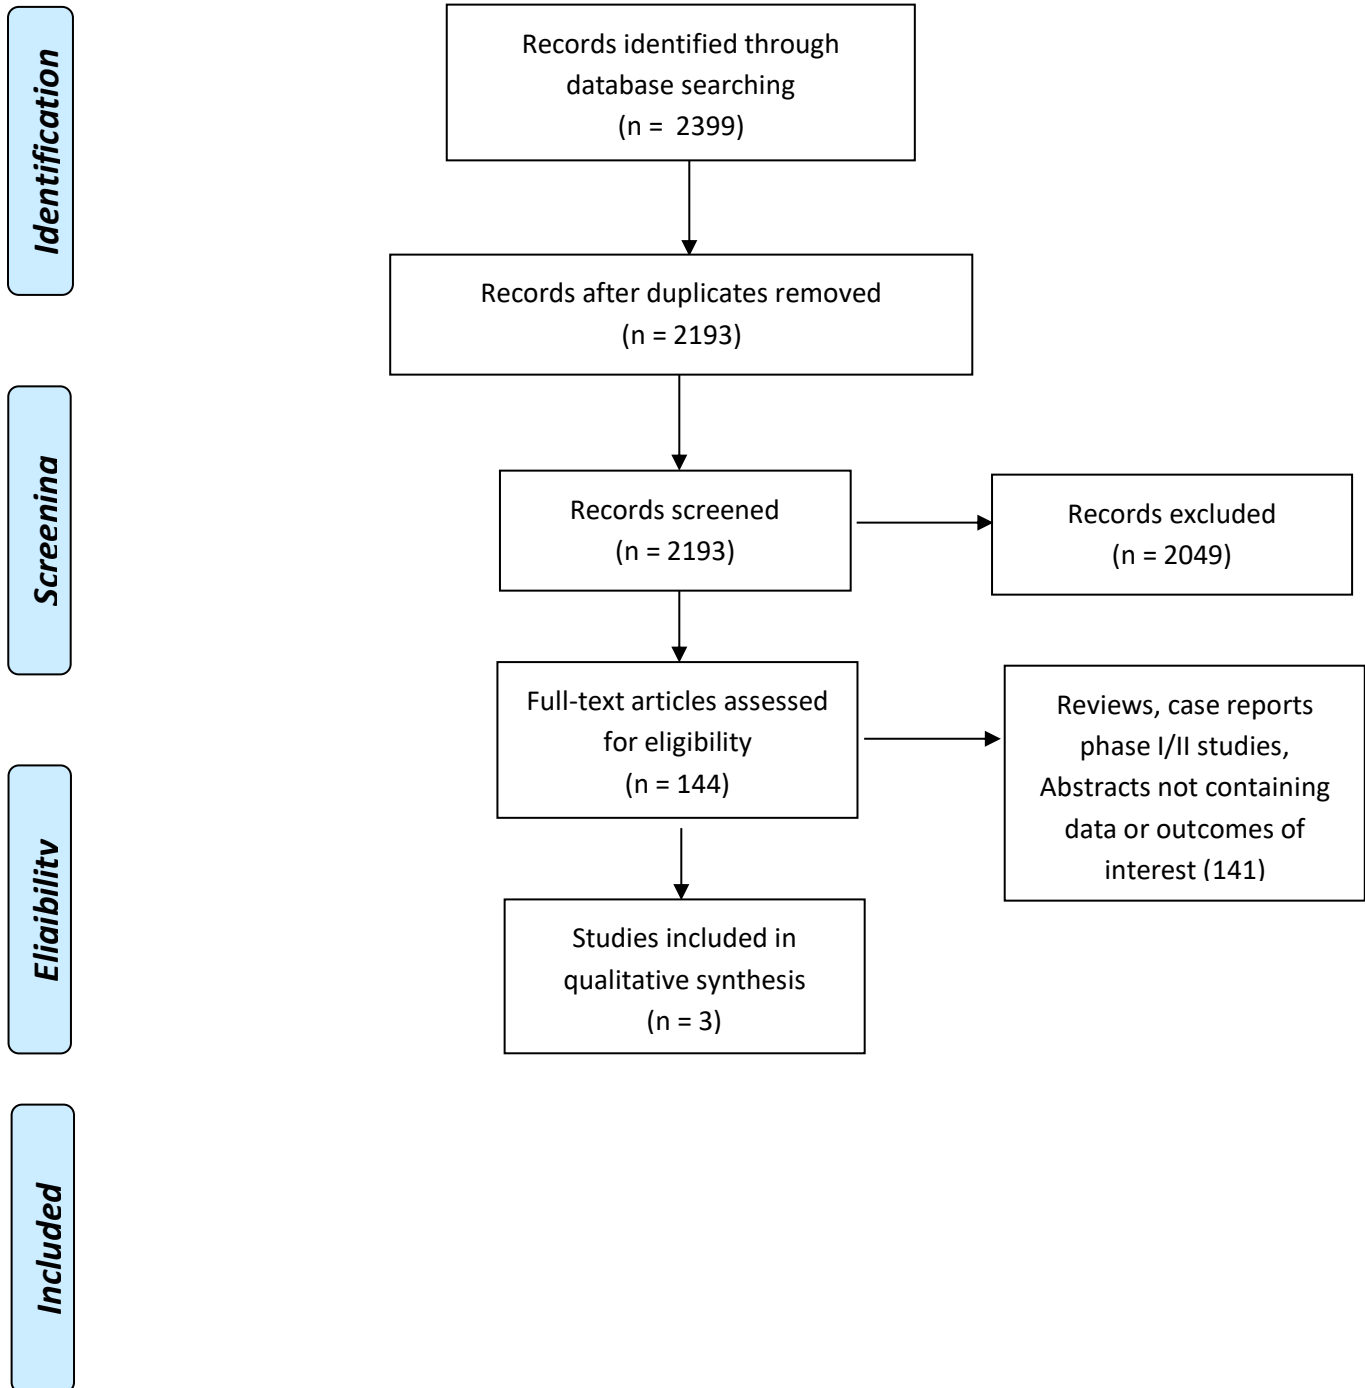 Identification
Records identified through
database searching
(n = 2399)
Records after duplicates removed
(n = 2193)
Screening
Records screened
(n = 2193)
Records excluded
(n = 2049)
Full-text articles assessed
for eligibility
(n = 144)
Reviews, case reports
phase I/II studies,
Abstracts not containing
data or outcomes of
interest (141)
Eligibility
Studies included in
qualitative synthesis
(n = 3)
Included